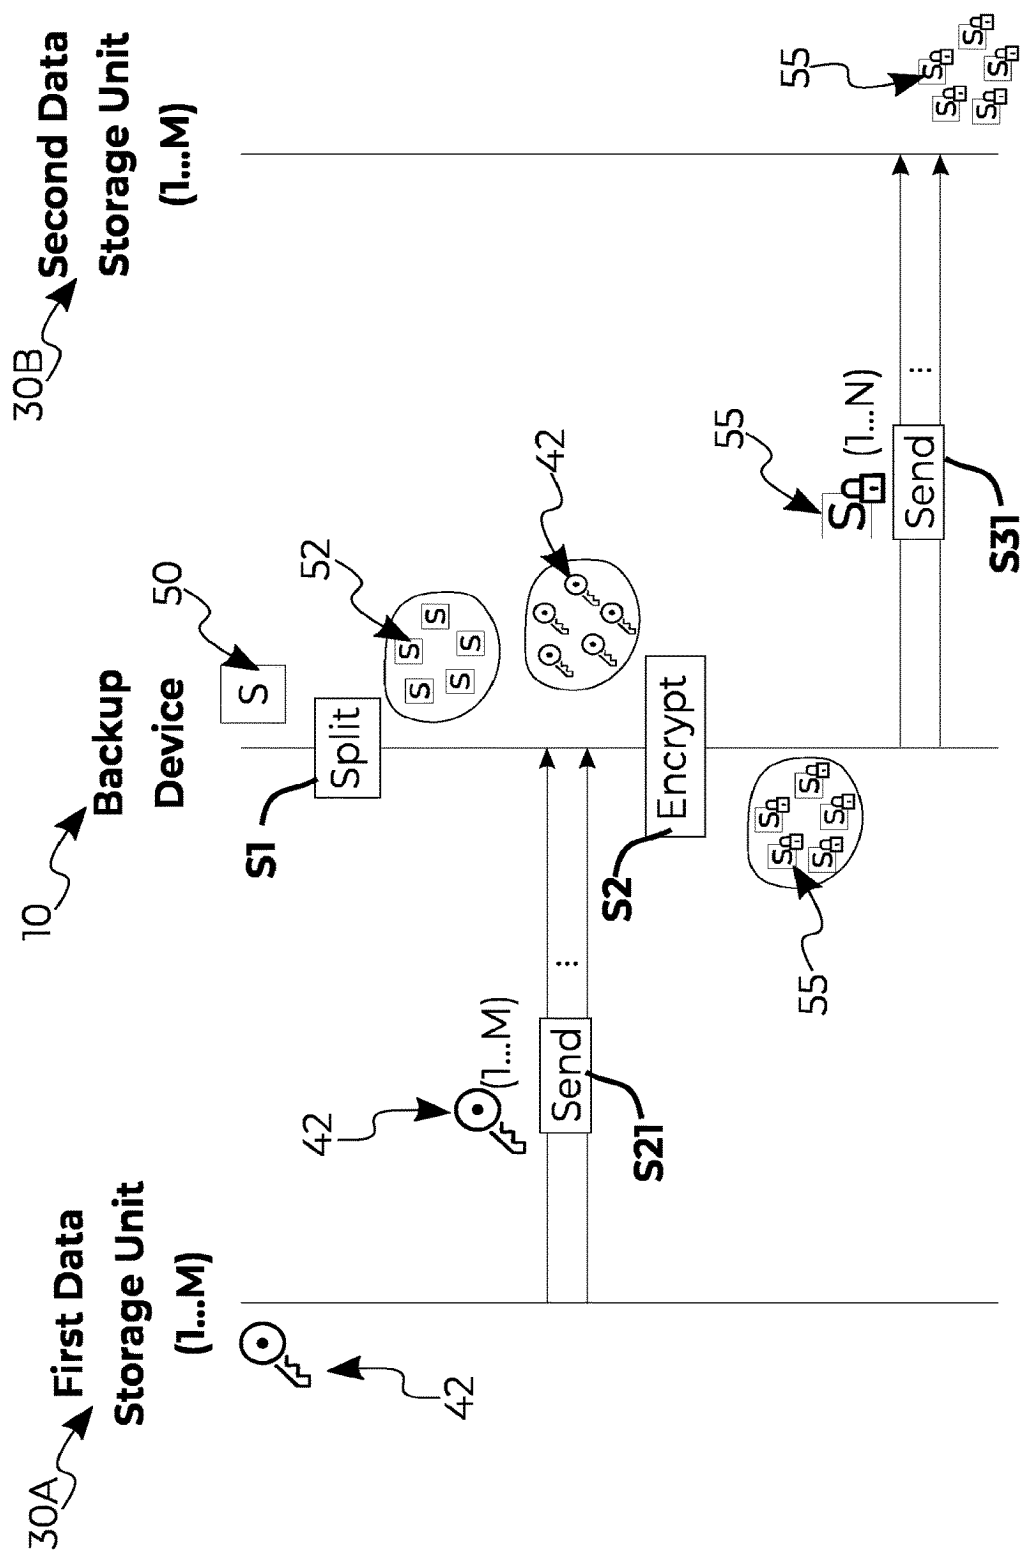 30A
First Data
Storage Unit
(1...M)
10
Backup
Device
30B
Second Data
Storage Unit
(1...M)
42
50
S
S1
Split
52
S
S
S
S
S
42
(1...M)
Send
...
S21
42
S2
Encrypt
55
S
S
S
S
S
55
S
(1...N)
Send
...
S31
55
S
S
S
S
S